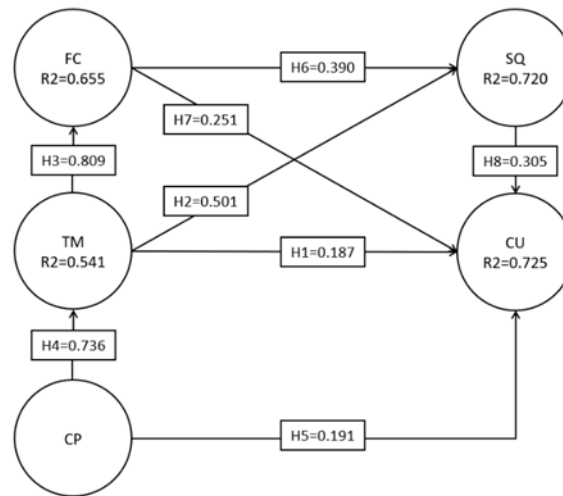 FC
R2=0.655
H6=0.390
SQ
R2=0.720
H7=0.251
H3=0.809
H8=0.305
H2=0.501
TM
R2=0.541
H1=0.187
CU
R2=0.725
H4=0.736
CP
H5=0.191